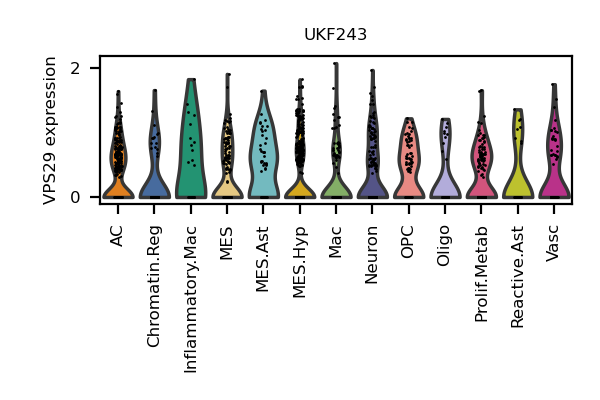 UKF243
VPS29 expression
2
0
AC
Chromatin.Reg
Inflammatory.Mac
MES
MES.Ast
MES.Hyp
Mac
Neuron
OPC
Oligo
Prolif.Metab
Reactive.Ast
Vasc